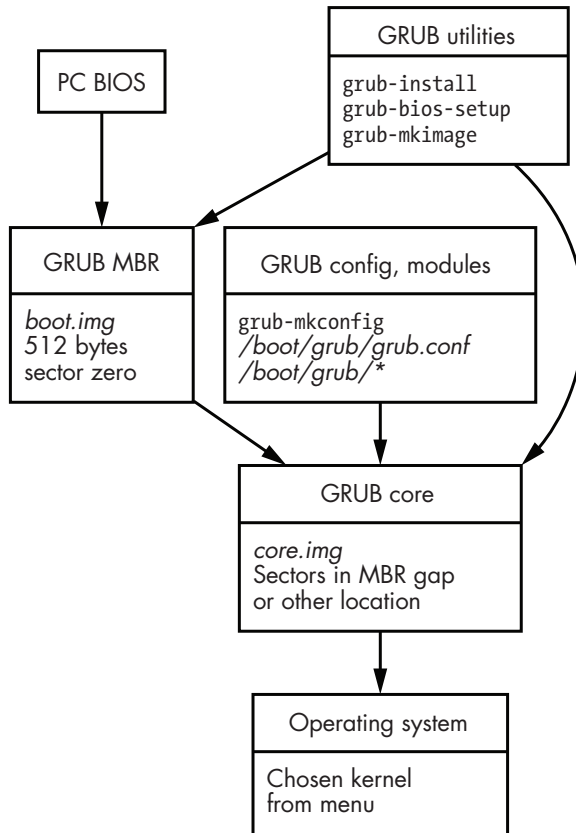 GRUB utilities
grub-install
grub-bios-setup
grub-mkimage
PC BIOS
GRUB MBR
boot.img
512 bytes
sector zero
GRUB config, modules
grub-mkconfig
/boot/grub/grub.conf
/boot/grub/*
GRUB core
core.img
Sectors in MBR gap
or other location
Operating system
Chosen kernel
from menu